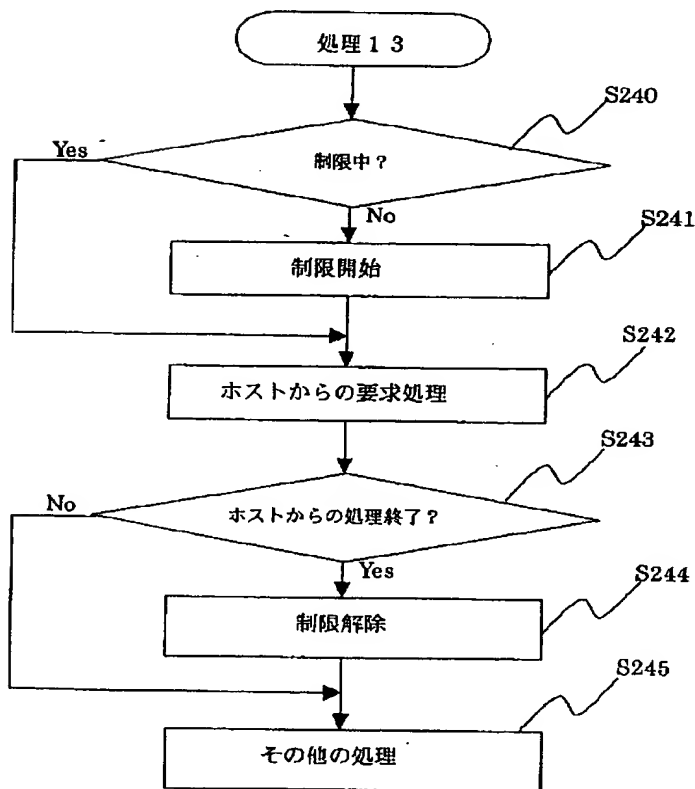 処理13
S240
Yes
制限中？
No
S241
制限開始
S242
ホストからの要求処理
S243
No
ホストからの処理終了？
Yes
S244
制限解除
S245
その他の処理